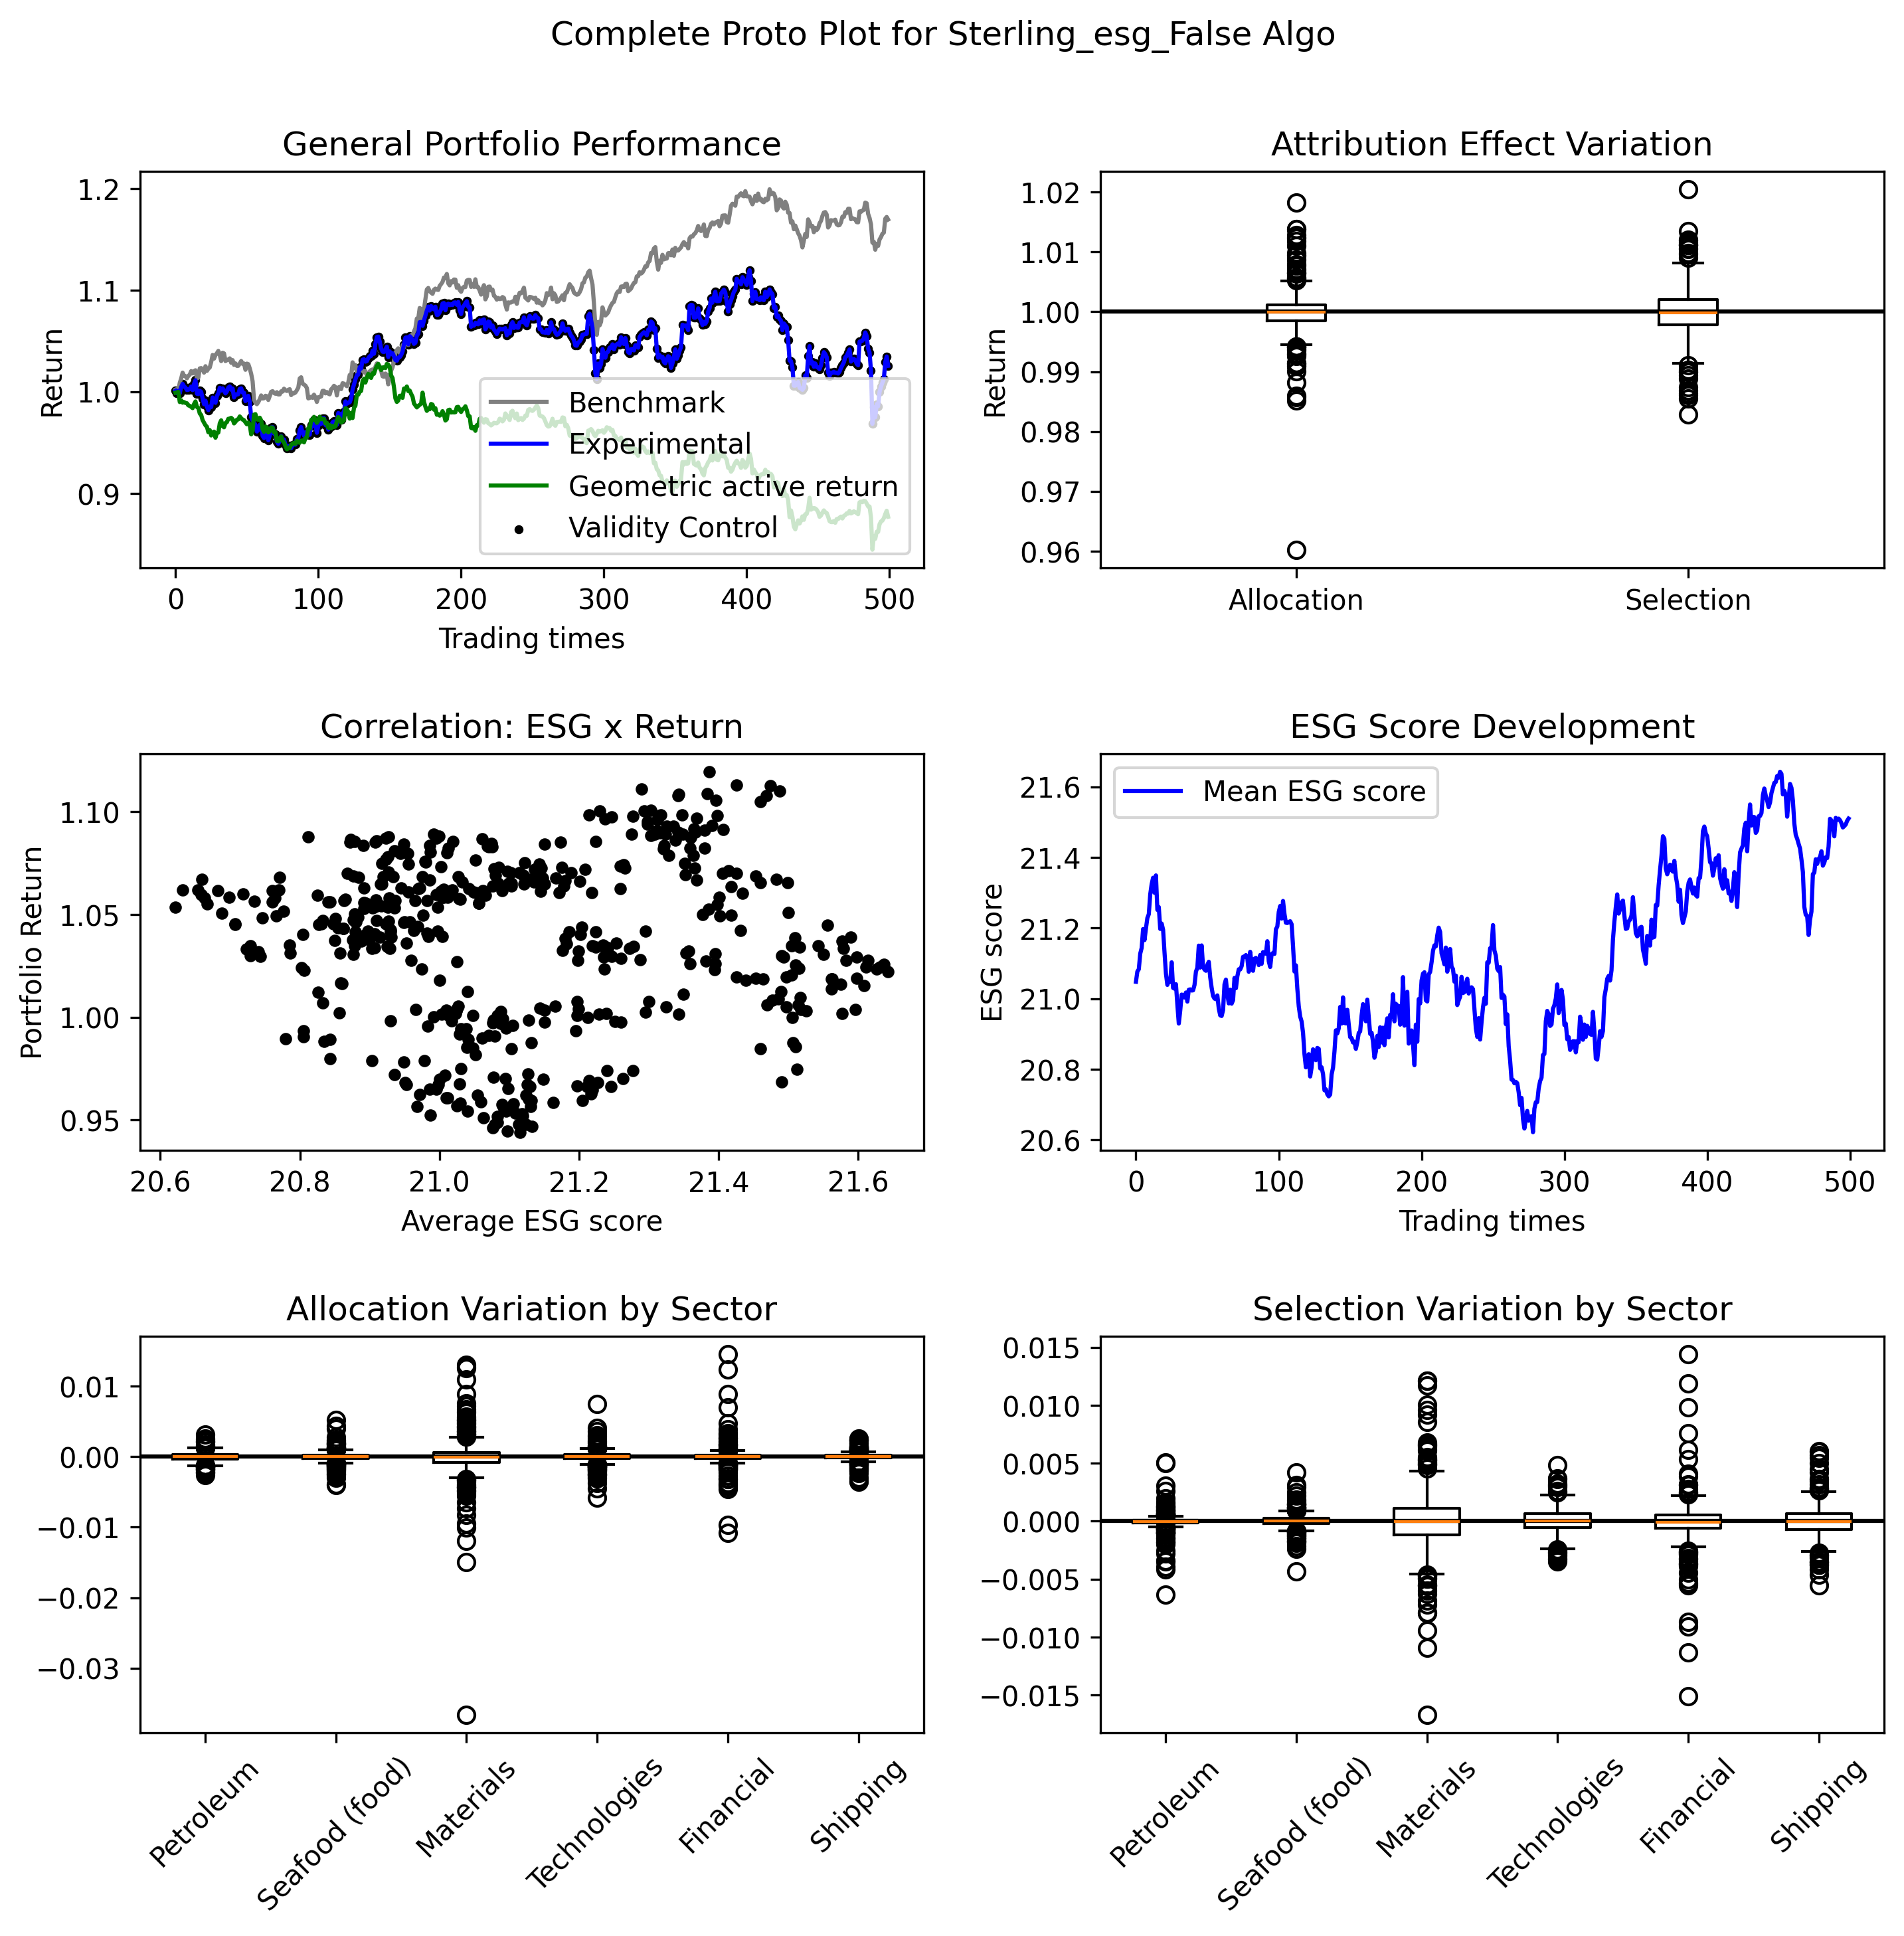 Complete Proto Plot for Sterling_esg_False Algo
General Portfolio Performance
Return
1.2
1.1
1.0
0.9
Benchmark
Experimental
Geometric active return
Validity Control
0 100 200 300 400 500
Trading times
Attribution Effect Variation
Return
1.02
1.01
1.00
0.99
0.98
0.97
0.96
Allocation Selection
Correlation: ESG x Return
Portfolio Return
1.10
1.05
1.00
0.95
20.6 20.8 21.0 21.2 21.4 21.6
Average ESG score
ESG Score Development
ESG score
21.6
21.4
21.2
21.0
20.8
20.6
Mean ESG score
0 100 200 300 400 500
Trading times
Allocation Variation by Sector
0.01
0.00
−0.01
−0.02
−0.03
Petroleum
Seafood (food)
Materials
Technologies
Financial
Shipping
Selection Variation by Sector
0.015
0.010
0.005
0.000
−0.005
−0.010
−0.015
Petroleum
Seafood (food)
Materials
Technologies
Financial
Shipping